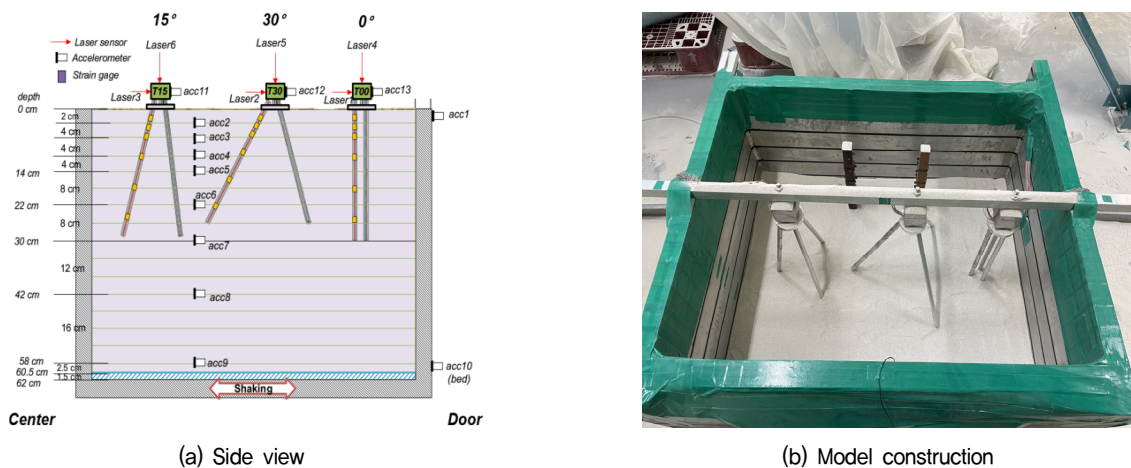 15° 30° 0°
Laser sensor
Accelerometer
Strain gage
Laser6 Laser5 Laser4
T15 acc11 T30 acc12 T00 acc13
Laser3 Laser2 Laser
depth
0 cm
acc1
2 cm acc2
4 cm acc3
4 cm acc4
4 cm acc5
14 cm
8 cm
acc6
22 cm
8 cm
30 cm acc7
12 cm
42 cm acc8
16 cm
58 cm acc9
2.5 cm acc10
60.5 cm (bed)
1.5 cm
62 cm
Shaking
Center Door
(a) Side view (b) Model construction